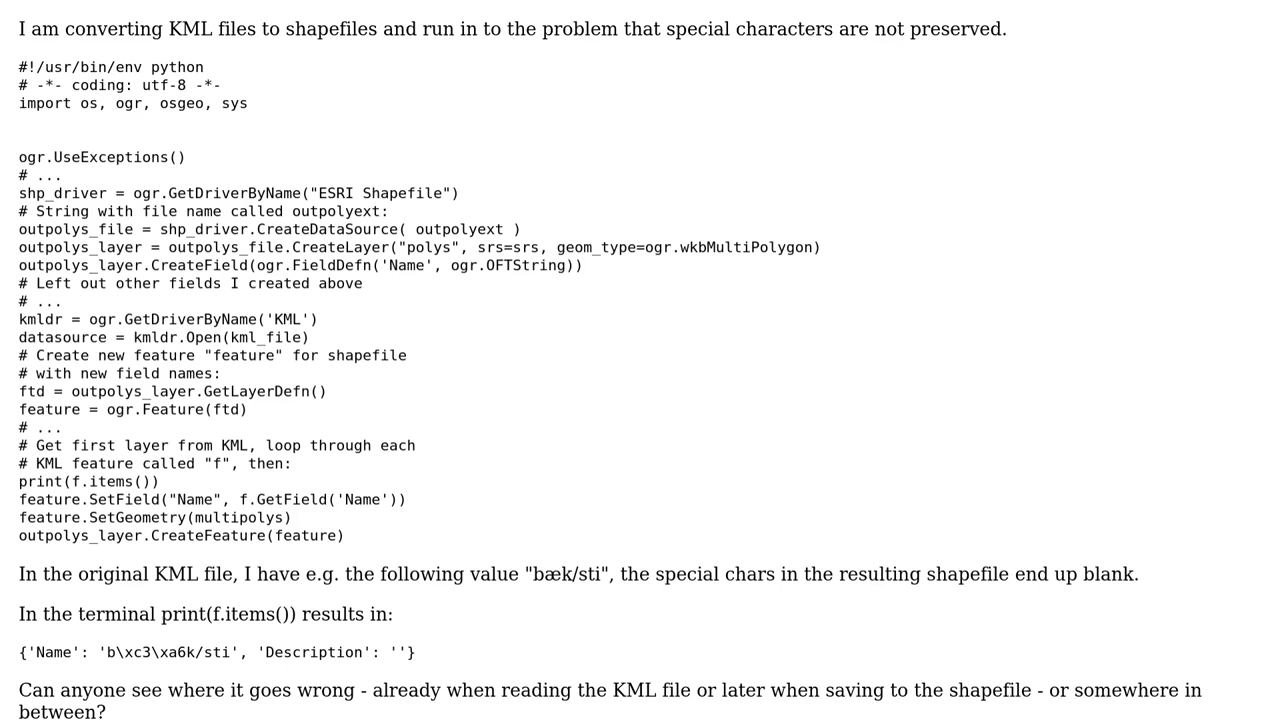 I am converting KML files to shapefiles and run in to the problem that special characters are not preserved.
#!/usr/bin/env python
# -*- coding: utf-8 -*-
import os, ogr, osgeo, sys
ogr.UseExceptions()
# ...
shp_driver = ogr.GetDriverByName("ESRI Shapefile")
# String with file name called outpolyext:
outpolys_file = shp_driver.CreateDataSource( outpolyext )
outpolys_layer = outpolys_file.CreateLayer("polys", srs=srs, geom_type=ogr.wkbMultiPolygon)
outpolys_layer.CreateField(ogr.FieldDefn('Name', ogr.OFTString))
# Left out other fields I created above
# ...
kmldr = ogr.GetDriverByName('KML')
datasource = kmldr.Open(kml_file)
# Create new feature "feature" for shapefile
# with new field names:
ftd = outpolys_layer.GetLayerDefn()
feature = ogr.Feature(ftd)
# ...
# Get first layer from KML, loop through each
# KML feature called "f", then:
print(f.items())
feature.SetField("Name", f.GetField('Name'))
feature.SetGeometry(multipolys)
outpolys_layer.CreateFeature(feature)
In the original KML file, I have e.g. the following value "bæk/sti", the special chars in the resulting shapefile end up blank.
In the terminal print(f.items()) results in:
{'Name': 'b\xc3\xa6k/sti', 'Description': ''}
Can anyone see where it goes wrong - already when reading the KML file or later when saving to the shapefile - or somewhere in
between?